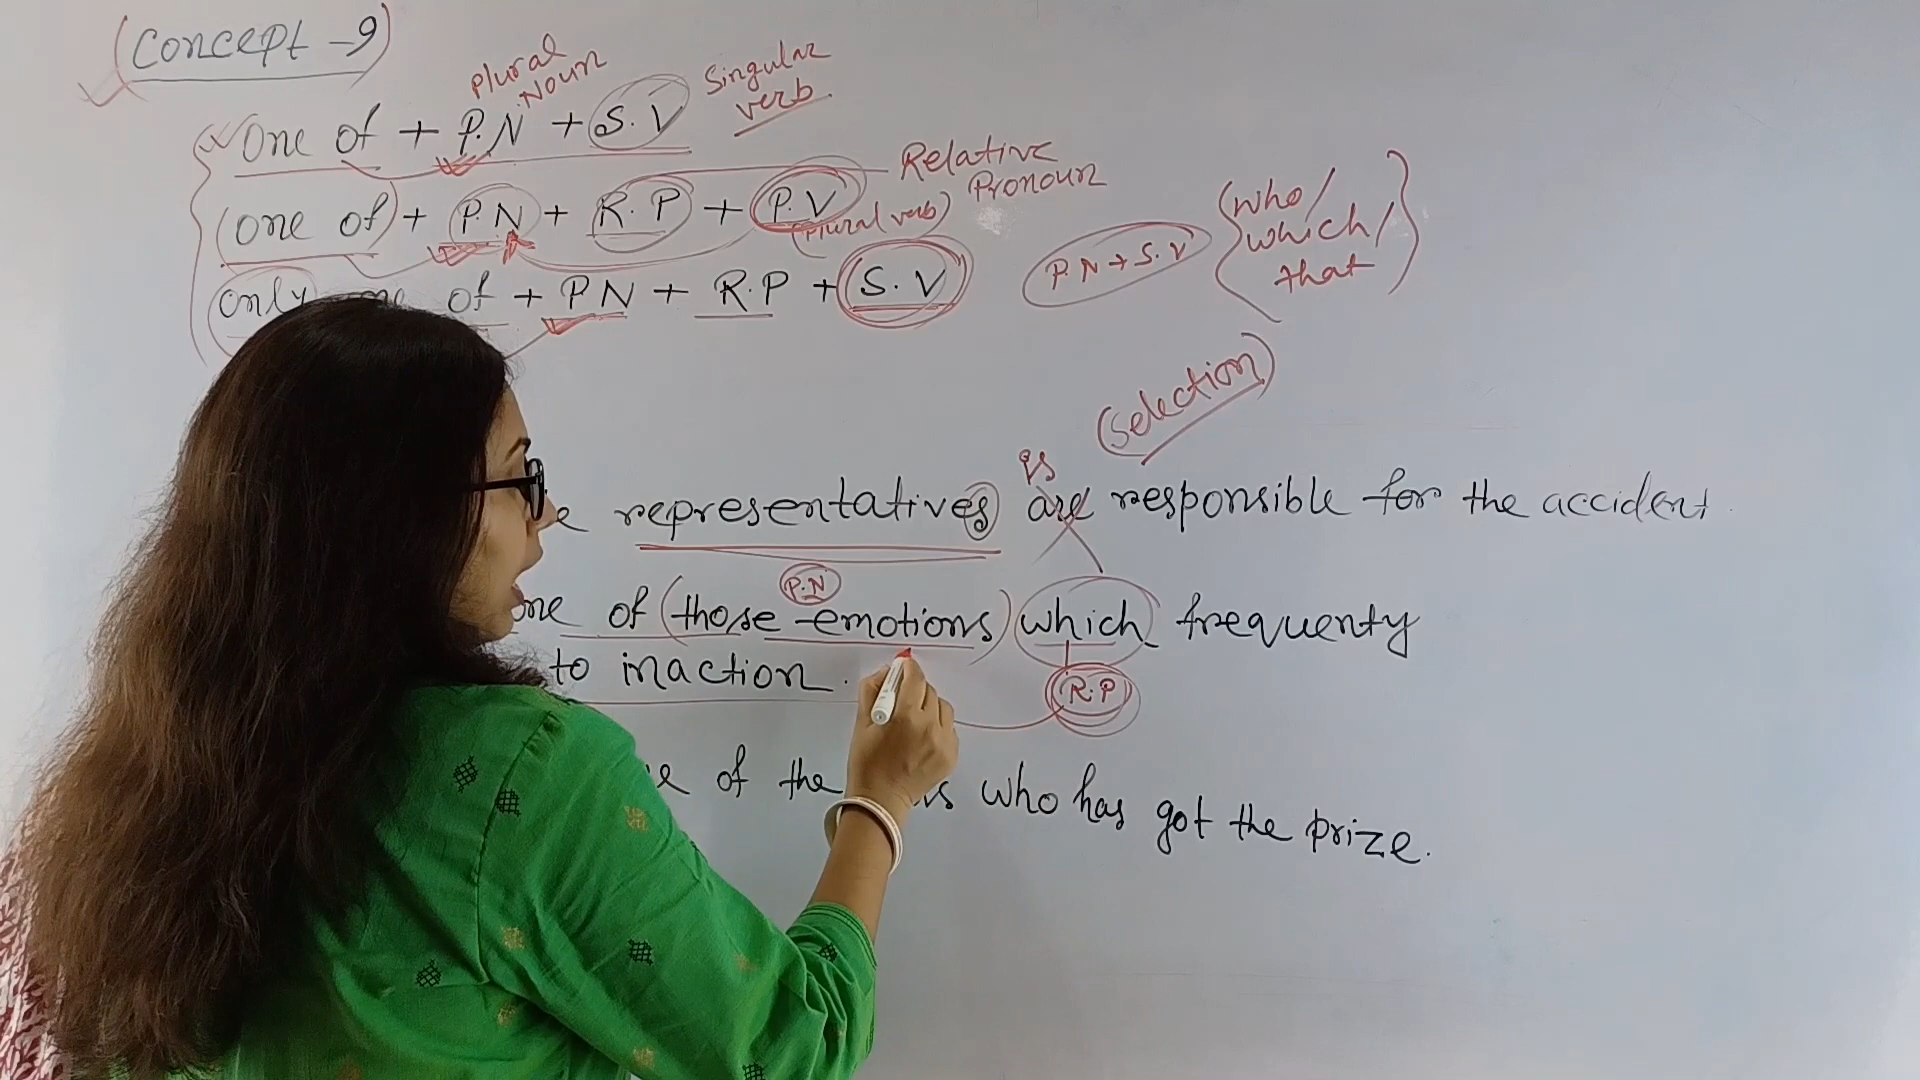 (Concept -9)
Plural Noun
Singular verb
One of + P.N + S.V
Relative Pronoun
(One of) + P.N + R.P + P.V
(Plural verb)
(who/
which/
that)
P.N + S.V
only of + P.N + R.P + S.V
(Selection)
is
representatives are responsible for the accident.
P.N
of (those emotions) which frequenty
to inaction.
R.P
of the who has got the prize.